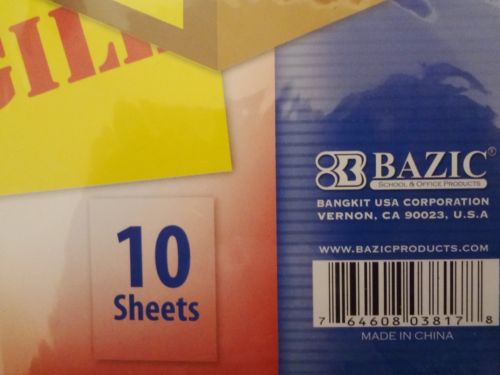 GILE
10
Sheets
BAZIC®
SCHOOL & OFFICE PRODUCTS
BANGKIT USA CORPORATION
VERNON, CA 90023, U.S.A
WWW.BAZICPRODUCTS.COM
7 64608 03817 8
MADE IN CHINA